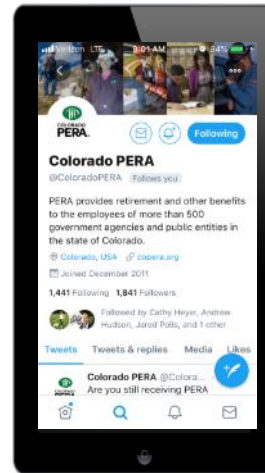 Verizon LTE 9:01 AM 84%
COLORADO
PERA
Following
Colorado PERA
@ColoradoPERA Follows you
PERA provides retirement and other benefits
to the employees of more than 500
government agencies and public entities in
the state of Colorado.
Colorado, USA copera.org
Joined December 2011
1,441 Following 1,841 Followers
Followed by Cathy Heyer, Andrew
Hudson, Jared Polis, and 1 other
Tweets Tweets & replies Media Likes
Colorado PERA @Colora...
COLORADO
Are you still receiving PERA